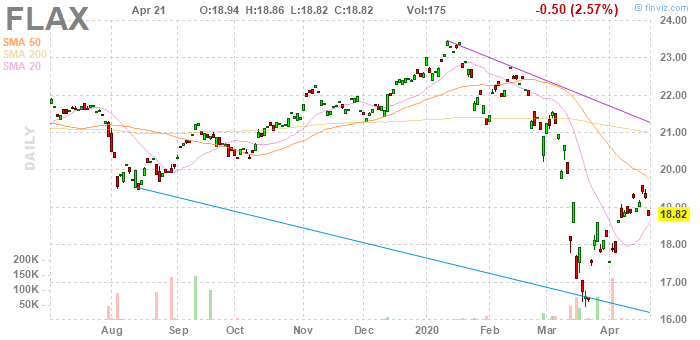 FLAX
Apr 21 O:18.94 H:18.86 L:18.82 C:18.82 Vol:175 -0.50 (2.57%)
© finviz.com
SMA 50
SMA 200
SMA 20
DAILY
24.00
23.00
22.00
21.00
20.00
19.00
18.82
18.00
17.00
16.00
200K
150K
100K
50K
Aug Sep Oct Nov Dec 2020 Feb Mar Apr